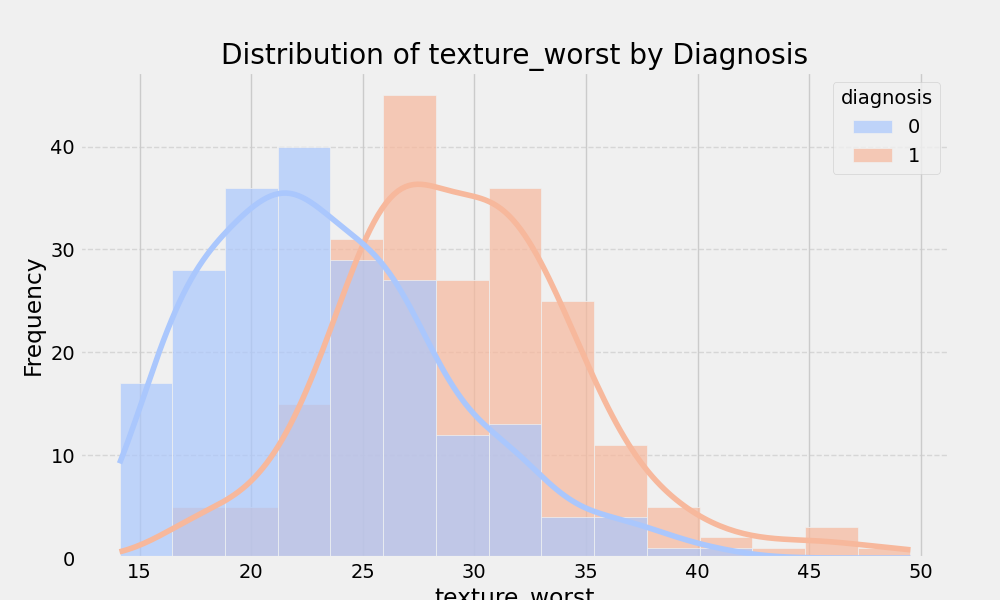 Distribution of texture_worst by Diagnosis
diagnosis
0
1
Frequency
40
30
20
10
0
15 20 25 30 35 40 45 50
texture_worst